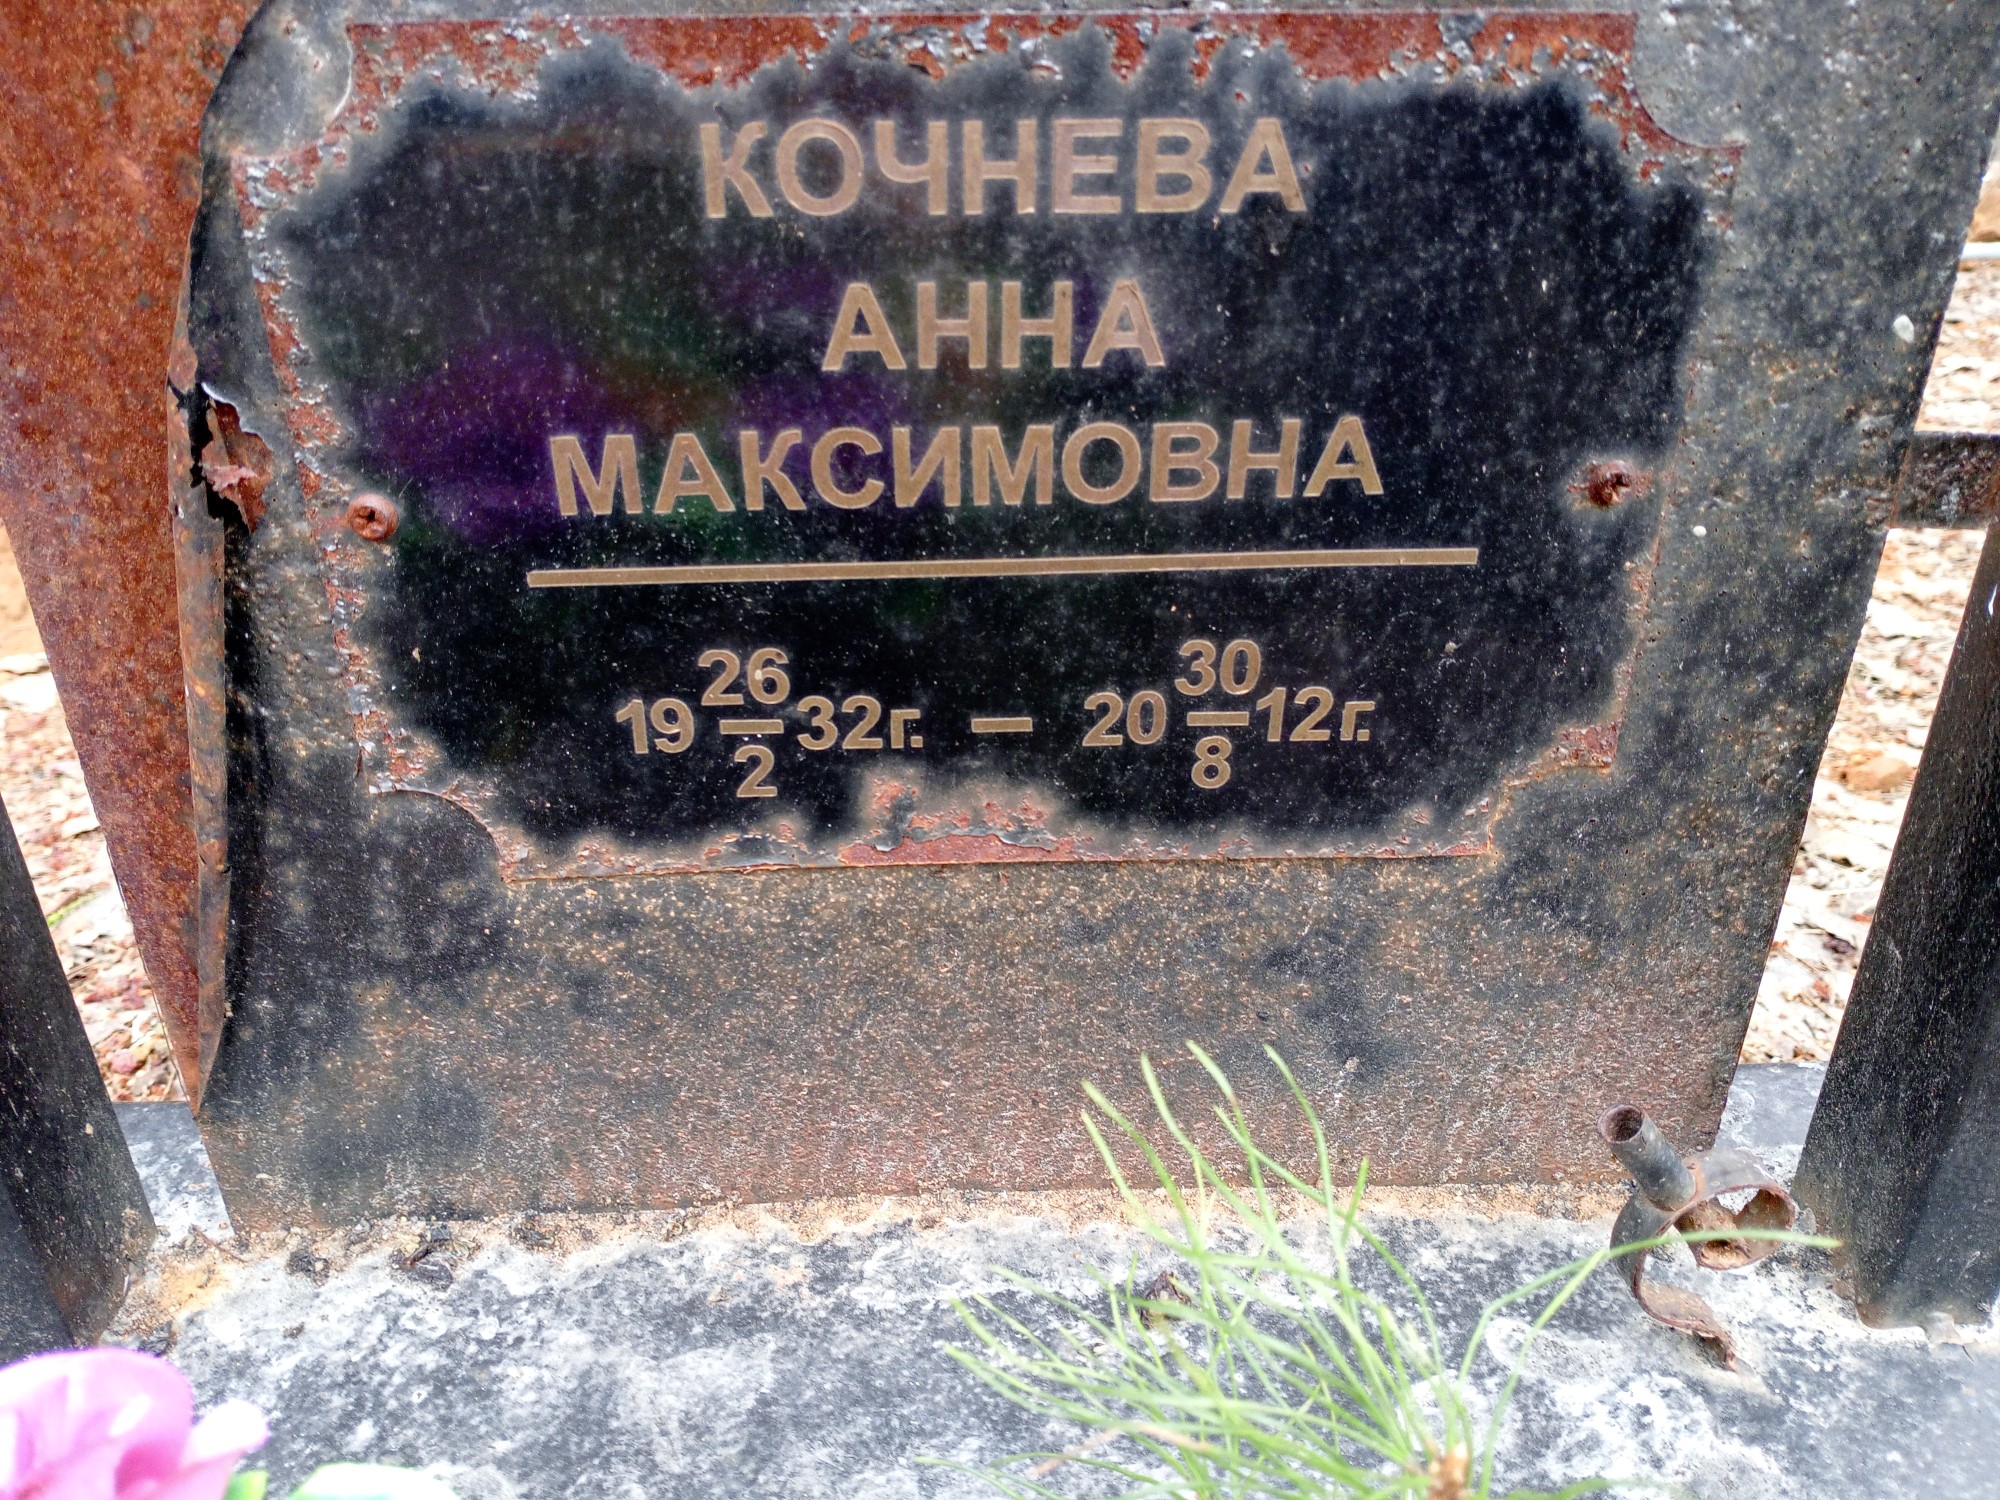 КОЧНЕВА
АННА
МАКСИМОВНА
19 26/2 32г. — 20 30/8 12г.